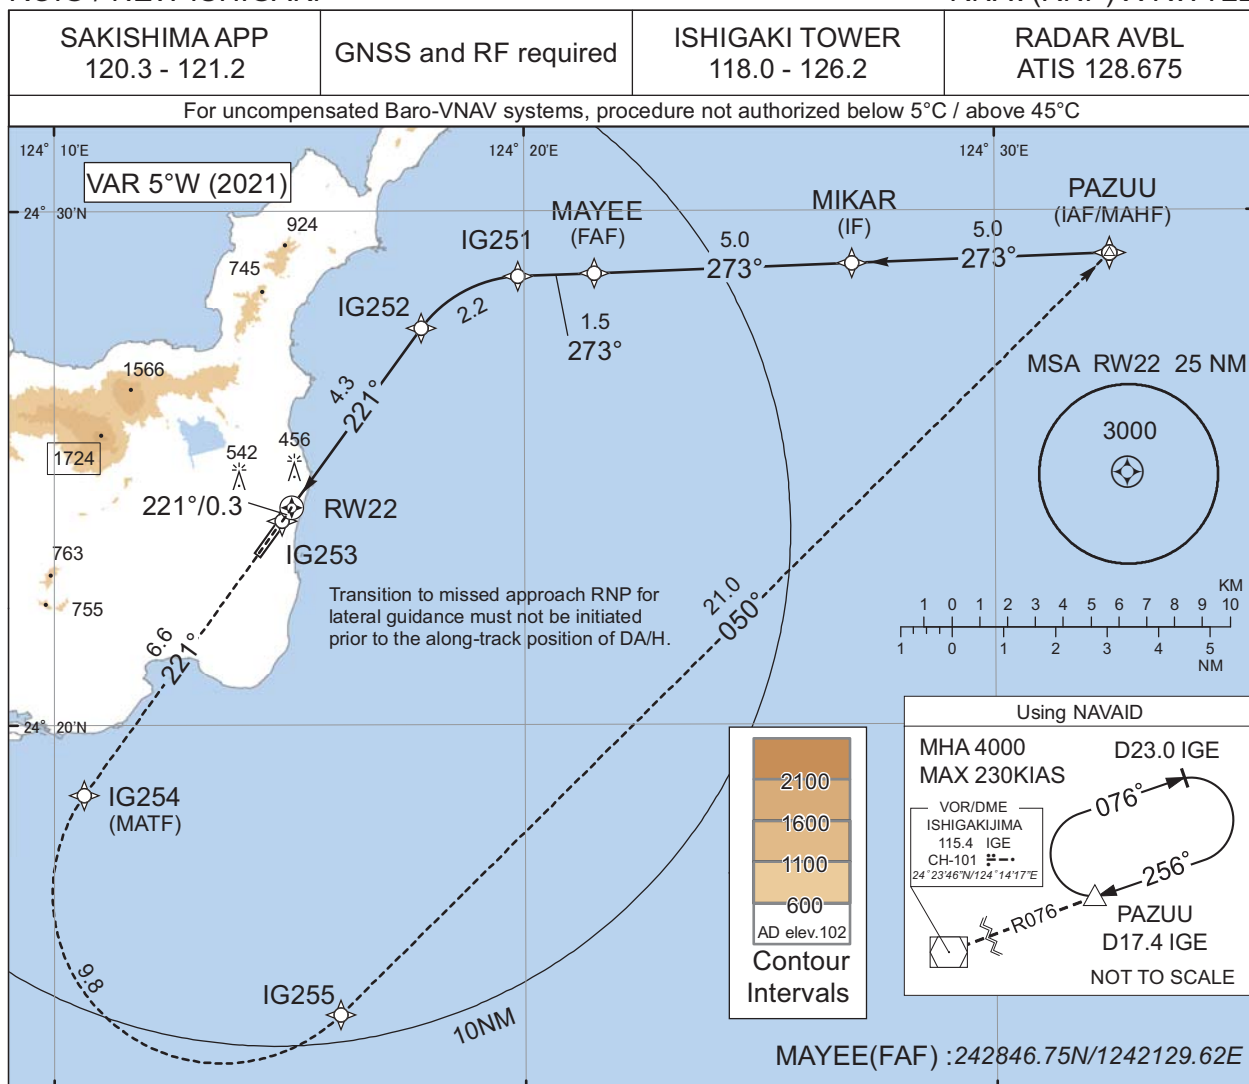 SAKISHIMA APP
120.3 - 121.2
GNSS and RF required
ISHIGAKI TOWER
118.0 - 126.2
RADAR AVBL
ATIS 128.675
For uncompensated Baro-VNAV systems, procedure not authorized below 5°C / above 45°C
124° 10'E
124° 20'E
124° 30'E
VAR 5°W (2021)
24° 30'N
PAZUU
(IAF/MAHF)
MIKAR
(IF)
MAYEE
(FAF)
IG251
5.0
273°
5.0
273°
924
745
IG252
2.2
1.5
273°
MSA RW22 25 NM
3000
1566
4.3
221°
1724
542
456
221°/0.3
RW22
IG253
763
755
Transition to missed approach RNP for
lateral guidance must not be initiated
prior to the along-track position of DA/H.
21.0
050°
KM
1 0 1 2 3 4 5 6 7 8 9 10
1 0 1 2 3 4 5
NM
6.6
221°
24° 20'N
IG254
(MATF)
2100
1600
1100
600
AD elev.102
Contour
Intervals
Using NAVAID
MHA 4000
MAX 230KIAS
D23.0 IGE
076°
256°
VOR/DME
ISHIGAKIJIMA
115.4 IGE
CH-101
24°23'46"N/124°14'17"E
R076
PAZUU
D17.4 IGE
NOT TO SCALE
9.8
IG255
10NM
MAYEE(FAF) :242846.75N/1242129.62E